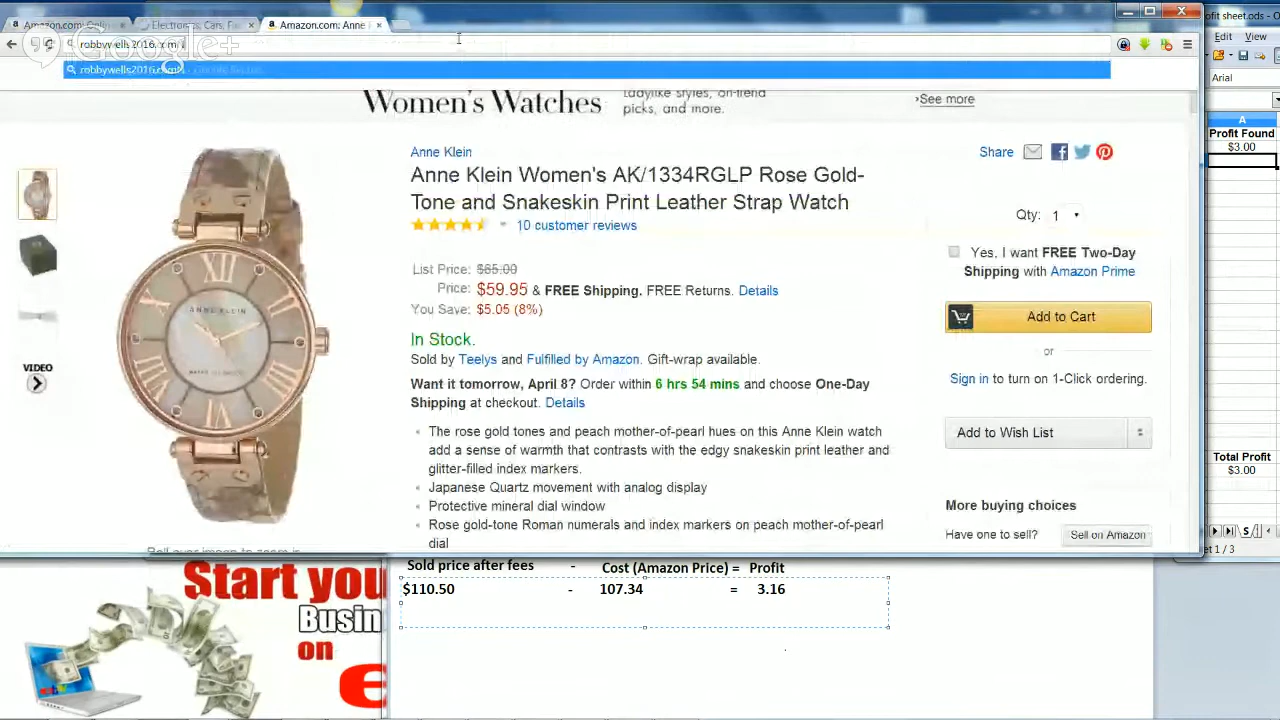 Amazon.com: Onlin
Electronics, Cars, Fa
Amazon.com: Anne
fit sheet.ods - O
robbywells2016.com/
Edit View
Google+
robbywells2016.com/
Arial
Women's Watches
Ladylike styles, on-trend
picks, and more.
›See more
A
Profit Found
$3.00
Anne Klein
Share
Anne Klein Women's AK/1334RGLP Rose Gold-
Tone and Snakeskin Print Leather Strap Watch
10 customer reviews
Qty: 1
List Price: $65.00
Price: $59.95 & FREE Shipping. FREE Returns. Details
You Save: $5.05 (8%)
Yes, I want FREE Two-Day
Shipping with Amazon Prime
Add to Cart
or
In Stock.
Sold by Teelys and Fulfilled by Amazon. Gift-wrap available.
Want it tomorrow, April 8? Order within 6 hrs 54 mins and choose One-Day
Shipping at checkout. Details
Sign in to turn on 1-Click ordering.
Add to Wish List
ANNE KLEIN
VIDEO
The rose gold tones and peach mother-of-pearl hues on this Anne Klein watch
add a sense of warmth that contrasts with the edgy snakeskin print leather and
glitter-filled index markers.
Japanese Quartz movement with analog display
Protective mineral dial window
Rose gold-tone Roman numerals and index markers on peach mother-of-pearl
dial
Total Profit
$3.00
More buying choices
Have one to sell? Sell on Amazon
Roll over image to zoom in
et 1 / 3
Sold price after fees - Cost (Amazon Price) = Profit
$110.50 - 107.34 = 3.16
Start you
Busin
on
e